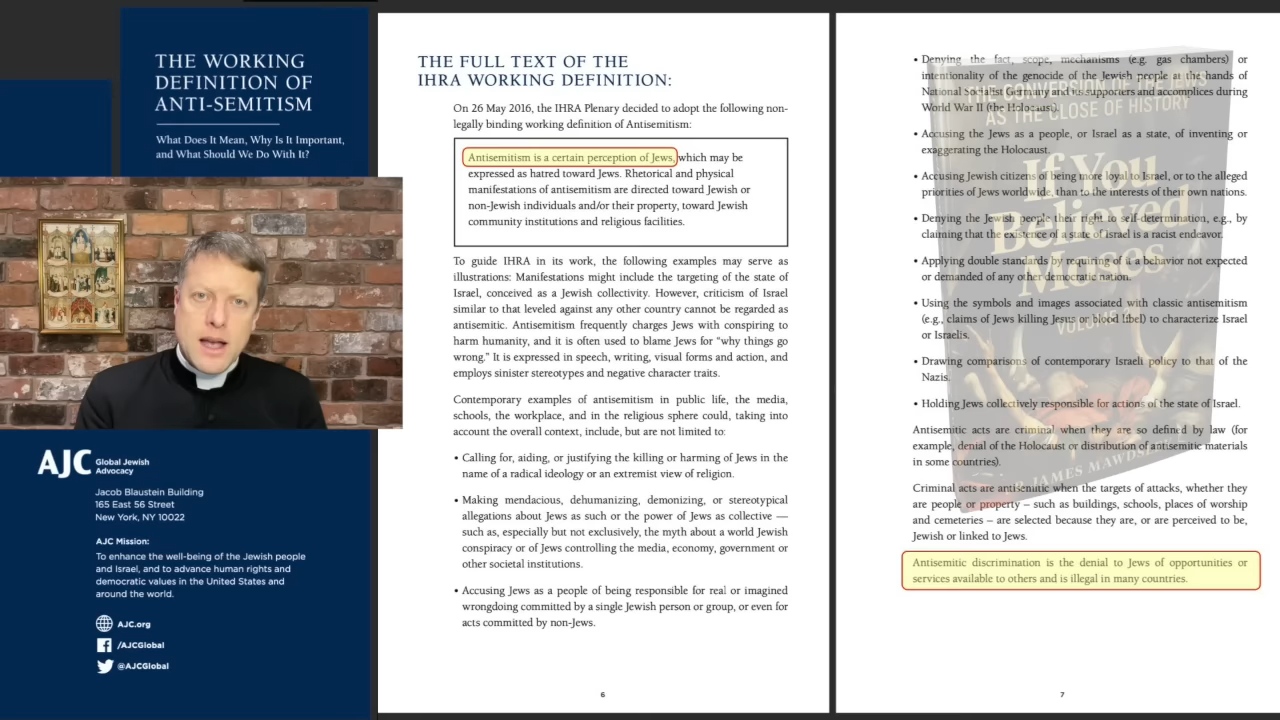 THE WORKING
DEFINITION OF
ANTI-SEMITISM
What Does It Mean, Why Is It Important,
and What Should We Do With It?
AJC Global Jewish
Advocacy
Jacob Blaustein Building
165 East 56 Street
New York, NY 10022
AJC Mission:
To enhance the well-being of the Jewish people
and Israel, and to advance human rights and
democratic values in the United States and
around the world.
AJC.org
/AJCGlobal
@AJCGlobal
THE FULL TEXT OF THE
IHRA WORKING DEFINITION:
On 26 May 2016, the IHRA Plenary decided to adopt the following non-
legally binding working definition of Antisemitism:
Antisemitism is a certain perception of Jews, which may be
expressed as hatred toward Jews. Rhetorical and physical
manifestations of antisemitism are directed toward Jewish or
non-Jewish individuals and/or their property, toward Jewish
community institutions and religious facilities.
To guide IHRA in its work, the following examples may serve as
illustrations: Manifestations might include the targeting of the state of
Israel, conceived as a Jewish collectivity. However, criticism of Israel
similar to that leveled against any other country cannot be regarded as
antisemitic. Antisemitism frequently charges Jews with conspiring to
harm humanity, and it is often used to blame Jews for “why things go
wrong.” It is expressed in speech, writing, visual forms and action, and
employs sinister stereotypes and negative character traits.
Contemporary examples of antisemitism in public life, the media,
schools, the workplace, and in the religious sphere could, taking into
account the overall context, include, but are not limited to:
• Calling for, aiding, or justifying the killing or harming of Jews in the
name of a radical ideology or an extremist view of religion.
• Making mendacious, dehumanizing, demonizing, or stereotypical
allegations about Jews as such or the power of Jews as collective —
such as, especially but not exclusively, the myth about a world Jewish
conspiracy or of Jews controlling the media, economy, government or
other societal institutions.
• Accusing Jews as a people of being responsible for real or imagined
wrongdoing committed by a single Jewish person or group, or even for
acts committed by non-Jews.
6
• Denying the fact, scope, mechanisms (e.g. gas chambers) or
intentionality of the genocide of the Jewish people at the hands of
National Socialist Germany and its supporters and accomplices during
World War II (the Holocaust).
• Accusing the Jews as a people, or Israel as a state, of inventing or
exaggerating the Holocaust.
• Accusing Jewish citizens of being more loyal to Israel, or to the alleged
priorities of Jews worldwide, than to the interests of their own nations.
• Denying the Jewish people their right to self-determination, e.g., by
claiming that the existence of a state of Israel is a racist endeavor.
• Applying double standards by requiring of it a behavior not expected
or demanded of any other democratic nation.
• Using the symbols and images associated with classic antisemitism
(e.g., claims of Jews killing Jesus or blood libel) to characterize Israel
or Israelis.
• Drawing comparisons of contemporary Israeli policy to that of the
Nazis.
• Holding Jews collectively responsible for actions of the state of Israel.
Antisemitic acts are criminal when they are so defined by law (for
example, denial of the Holocaust or distribution of antisemitic materials
in some countries).
Criminal acts are antisemitic when the targets of attacks, whether they
are people or property – such as buildings, schools, places of worship
and cemeteries – are selected because they are, or are perceived to be,
Jewish or linked to Jews.
Antisemitic discrimination is the denial to Jews of opportunities or
services available to others and is illegal in many countries.
7
THE CONVERSION OF THE JEWS
AS THE CLOSE OF HISTORY
If You
Believed
Moses
VOLUME
JAMES MAWD